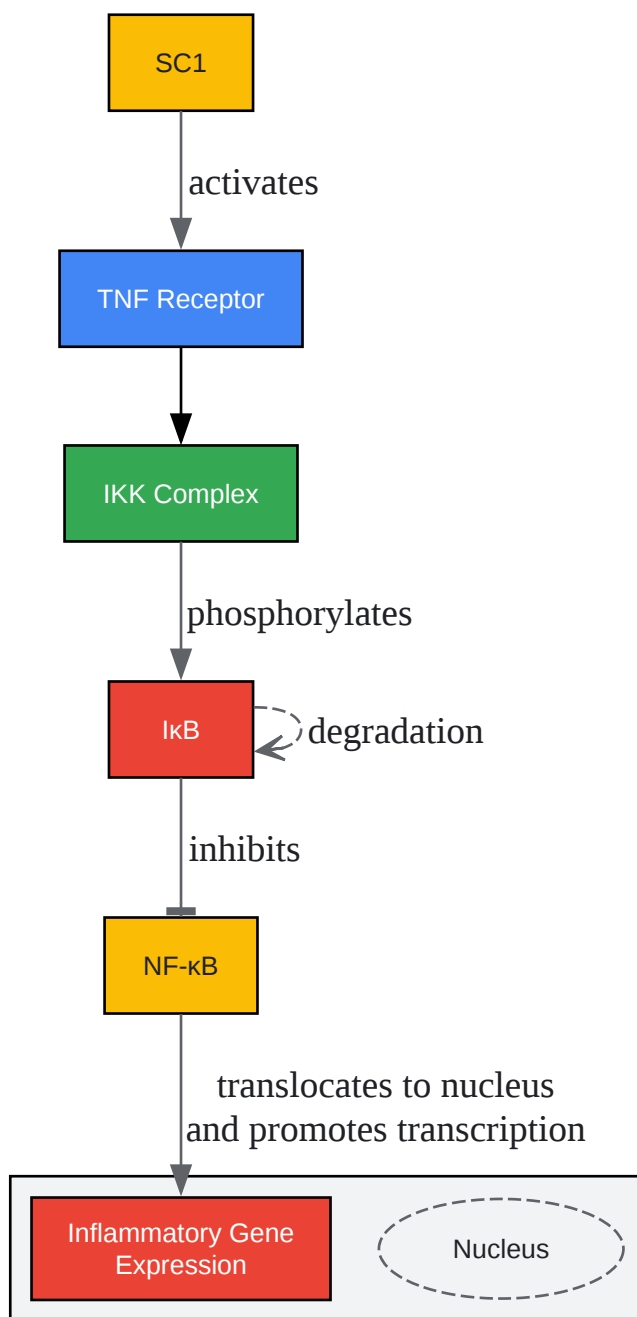 SC1
activates
TNF Receptor
IKK Complex
phosphorylates
IκB
degradation
inhibits
NF-κB
translocates to nucleus
and promotes transcription
Inflammatory Gene
Expression
Nucleus